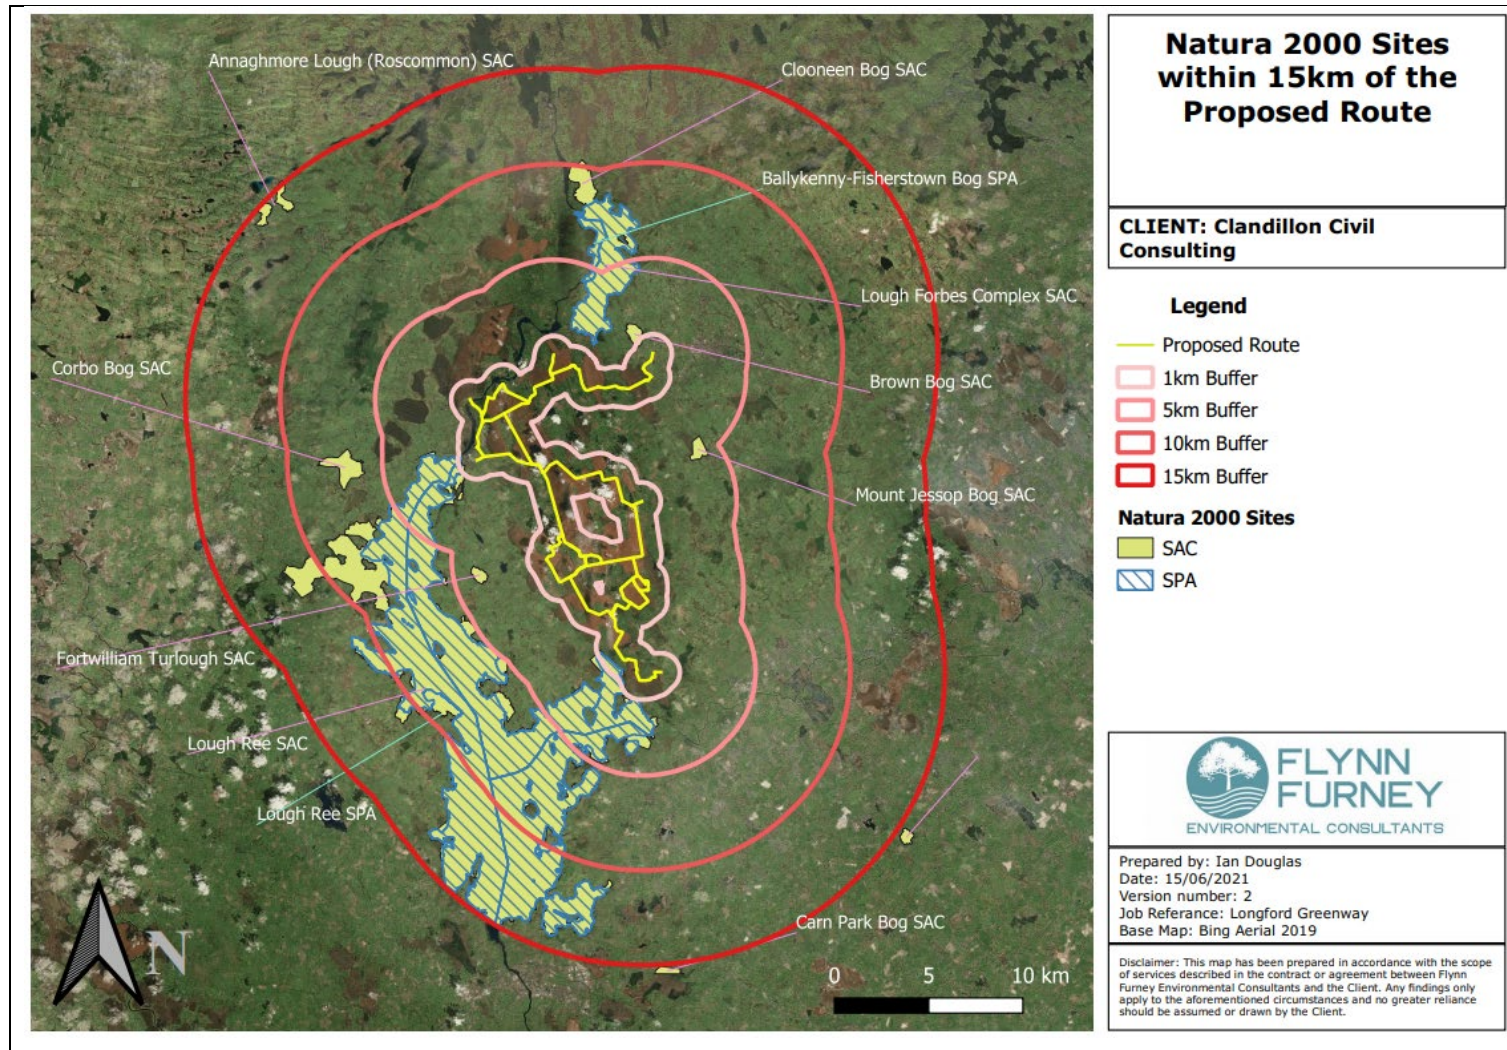 Annaghmore Lough (Roscommon) SAC
Clooneen Bog SAC
Ballykenny-Fisherstown Bog SPA
Lough Forbes Complex SAC
Corbo Bog SAC
Brown Bog SAC
Mount Jessop Bog SAC
Fortwilliam Turlough SAC
Lough Ree SAC
Lough Ree SPA
Carn Park Bog SAC
N
0 5 10 km
Natura 2000 Sites
within 15km of the
Proposed Route
CLIENT: Clandillon Civil
Consulting
Legend
Proposed Route
1km Buffer
5km Buffer
10km Buffer
15km Buffer
Natura 2000 Sites
SAC
SPA
FLYNN
FURNEY
ENVIRONMENTAL CONSULTANTS
Prepared by: Ian Douglas
Date: 15/06/2021
Version number: 2
Job Referance: Longford Greenway
Base Map: Bing Aerial 2019
Disclaimer: This map has been prepared in accordance with the scope
of services described in the contract or agreement between Flynn
Furney Environmental Consultants and the Client. Any findings only
apply to the aforementioned circumstances and no greater reliance
should be assumed or drawn by the Client.